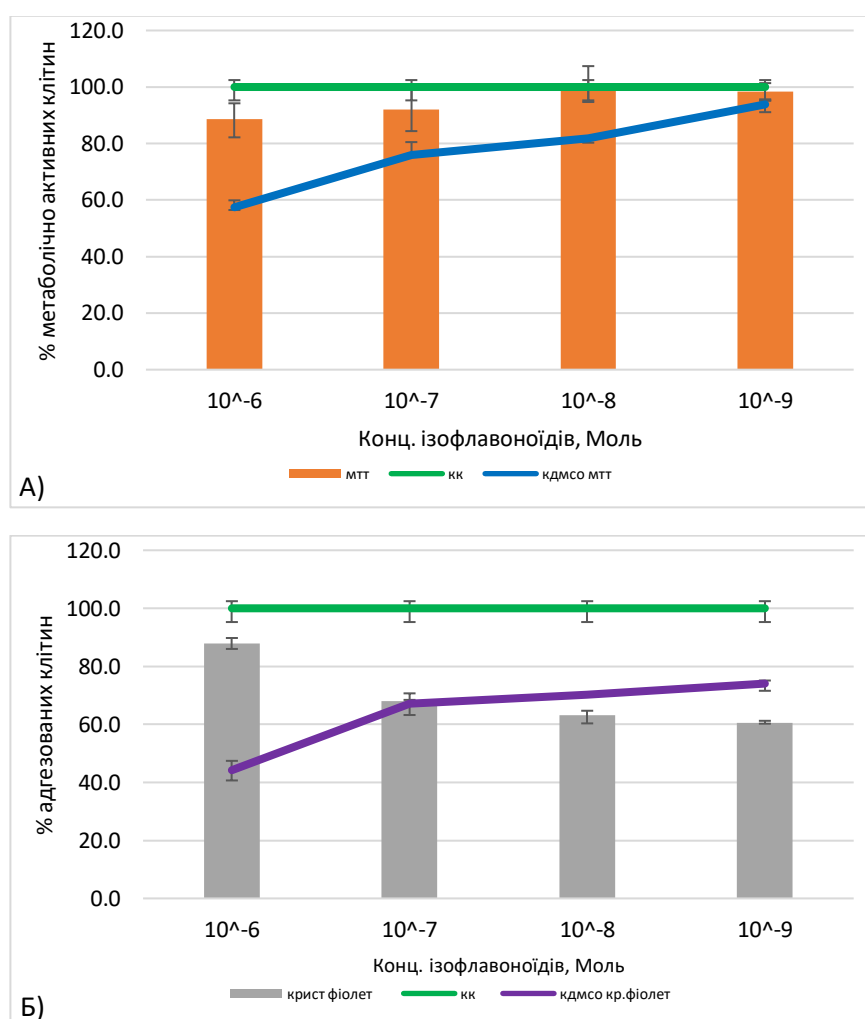 120.0
100.0
80.0
60.0
40.0
20.0
0.0
% метаболічно активних клітин
10^-6 10^-7 10^-8 10^-9
Конц. ізофлавоноїдів, Моль
мтт кк кдмсо мтт
А)
120.0
100.0
80.0
60.0
40.0
20.0
0.0
% адгезованих клітин
10^-6 10^-7 10^-8 10^-9
Конц. ізофлавоноїдів, Моль
крист фіолет кк кдмсо кр.фіолет
Б)